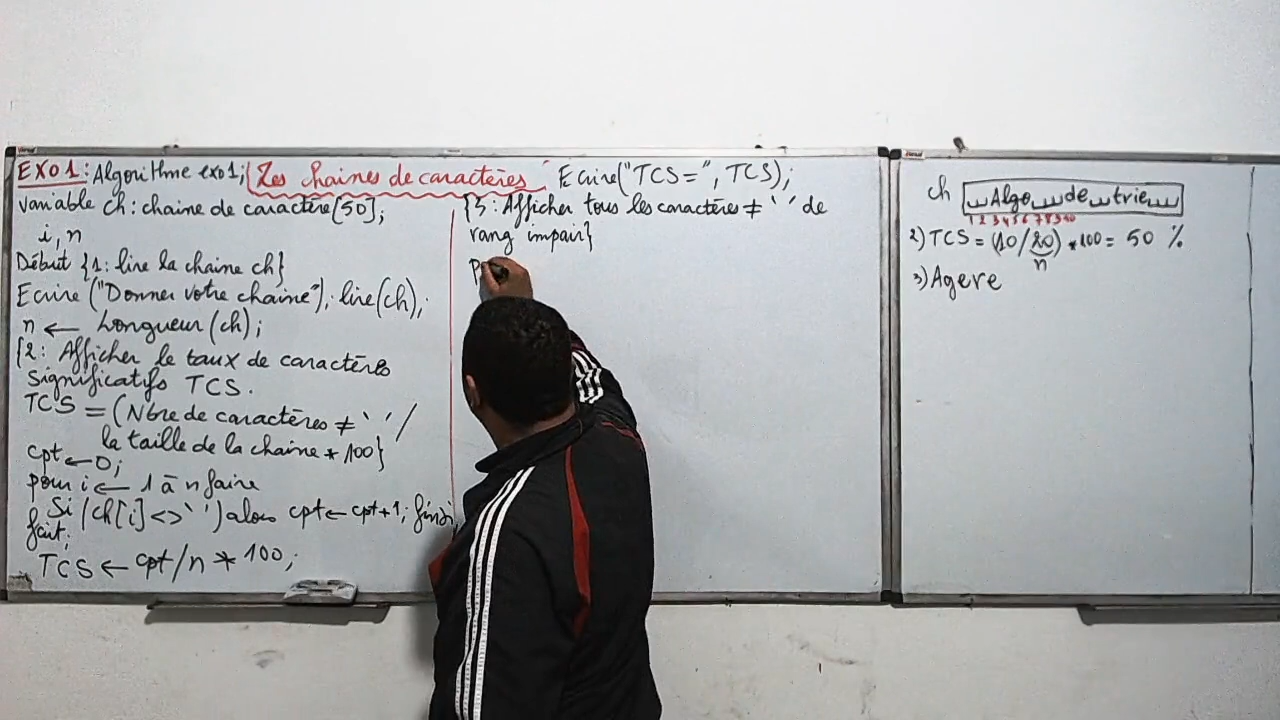 EXO1: Algorithme exo1; Les chaines de caractères
variable ch: chaine de caractère[50];
i, n
Début {1: lire la chaine ch}
Ecrire ("Donner votre chaine"); lire(ch);
n ← Longueur(ch);
{2: Afficher le taux de caractères
significatifs TCS.
TCS = (Nbre de caractères ≠ ' ' /
la taille de la chaine * 100}
cpt ← 0;
pour i ← 1 à n faire
Si (ch[i] <> ' ') alors cpt ← cpt+1; finsi
fait;
TCS ← cpt/n * 100;
Ecrire("TCS=", TCS);
{3: Afficher tous les caractères ≠ ' ' de
rang impair}
ch ␣␣Algo␣␣␣de␣␣trie␣␣␣
1 2 3 4 5 6 7 8 9 10
2) TCS = (10/20) * 100 = 50 %
n
3) Agere